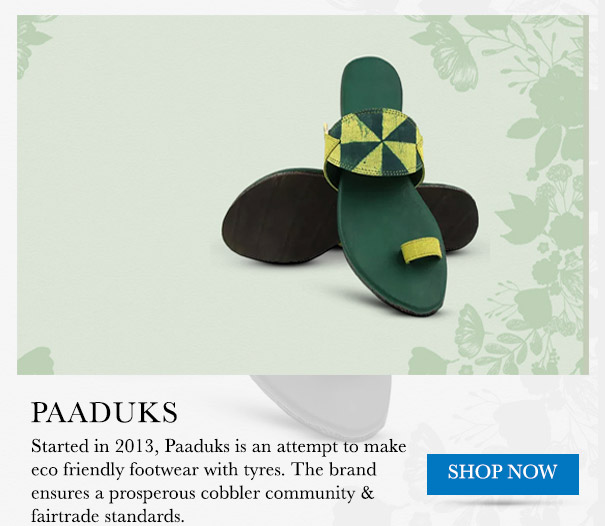 PAADUKS
Started in 2013, Paaduks is an attempt to make
eco friendly footwear with tyres. The brand
ensures a prosperous cobbler community &
fairtrade standards.
SHOP NOW